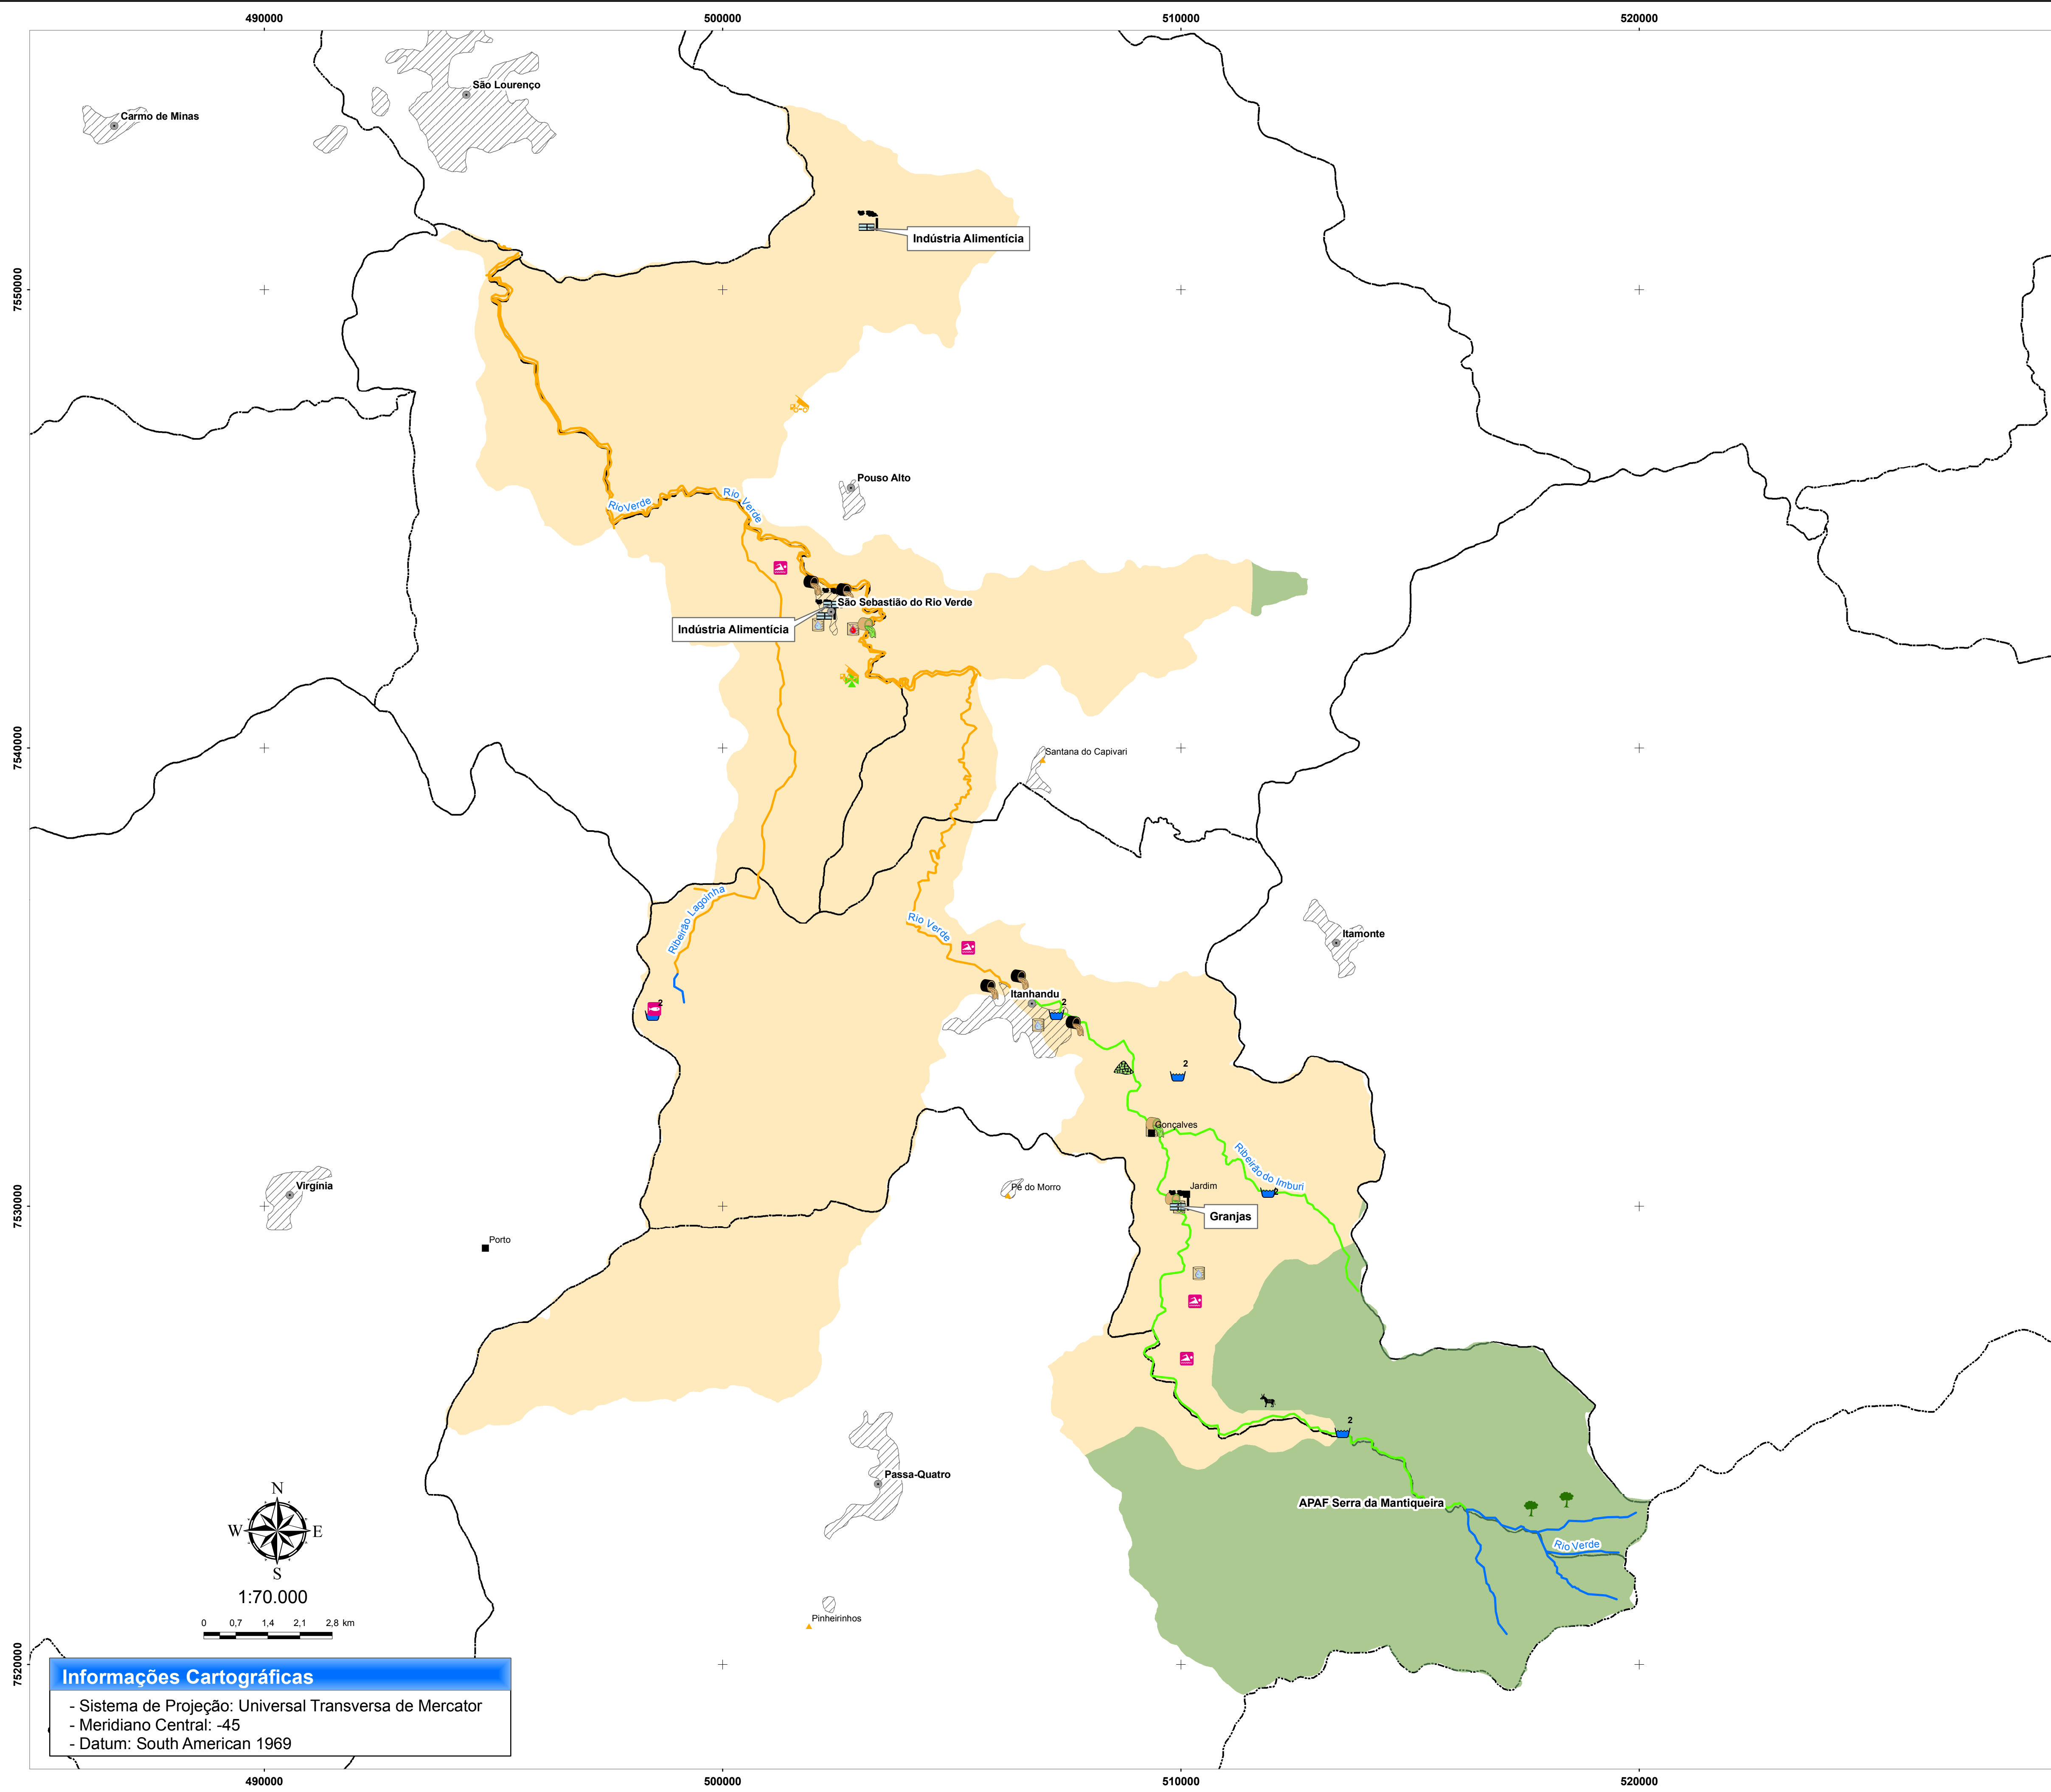 490000
500000
510000
520000
São Lourenço
Carmo de Minas
Indústria Alimentícia
7550000
Pouso Alto
Rio Verde
Rio Verde
São Sebastião do Rio Verde
Indústria Alimentícia
7540000
Santana do Capivari
Ribeirão Lagoinha
Rio Verde
Itamonte
2
Itanhandu
2
2
Gonçalves
Ribeirão do Imburi
Virgínia
Pé do Morro
Jardim
2
7530000
Granjas
Porto
2
Passa-Quatro
APAF Serra da Mantiqueira
Rio Verde
N
W
E
S
1:70.000
0 0,7 1,4 2,1 2,8 km
Pinheirinhos
7520000
Informações Cartográficas
- Sistema de Projeção: Universal Transversa de Mercator
- Meridiano Central: -45
- Datum: South American 1969
490000
500000
510000
520000